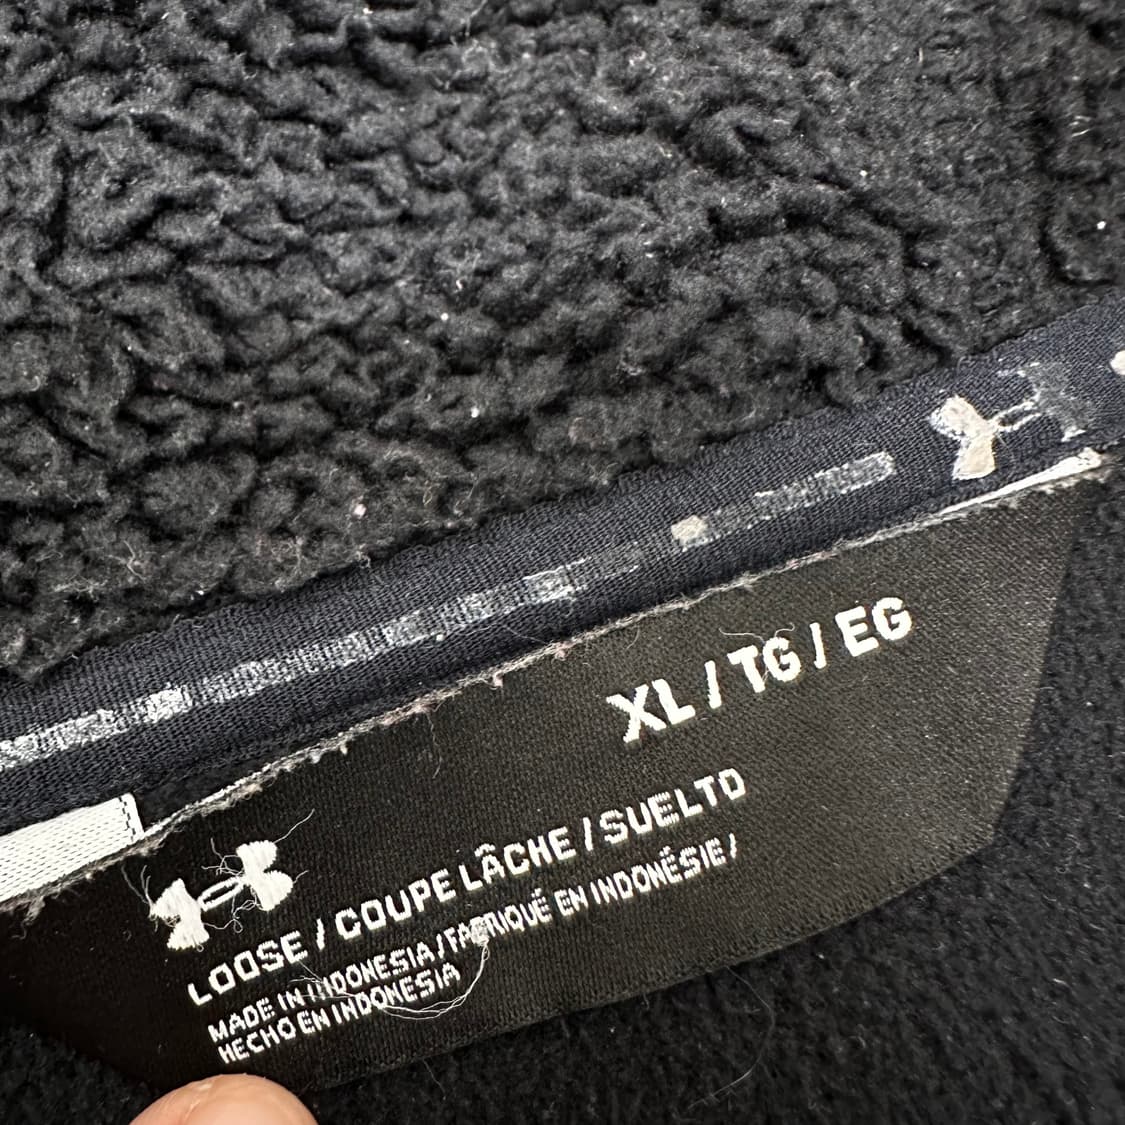 XL / TG / EG
LOOSE / COUPE LÂCHE / SUELTO
MADE IN INDONESIA / FABRIQUÉ EN INDONÉSIE /
HECHO EN INDONESIA